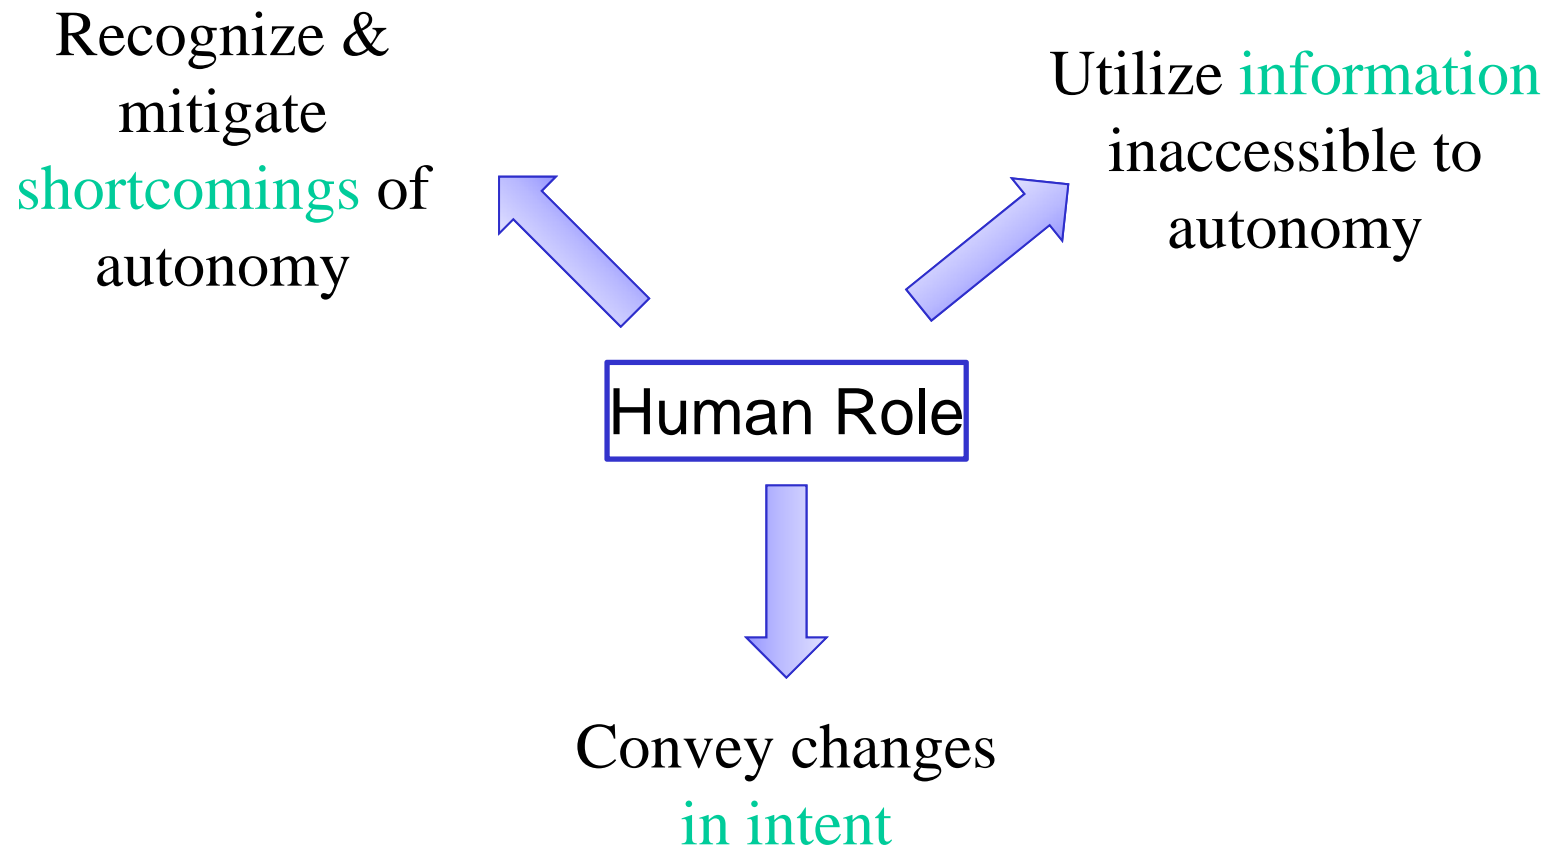 Recognize &
mitigate
shortcomings of
autonomy
Utilize information
inaccessible to
autonomy
Human Role
Convey changes
in intent